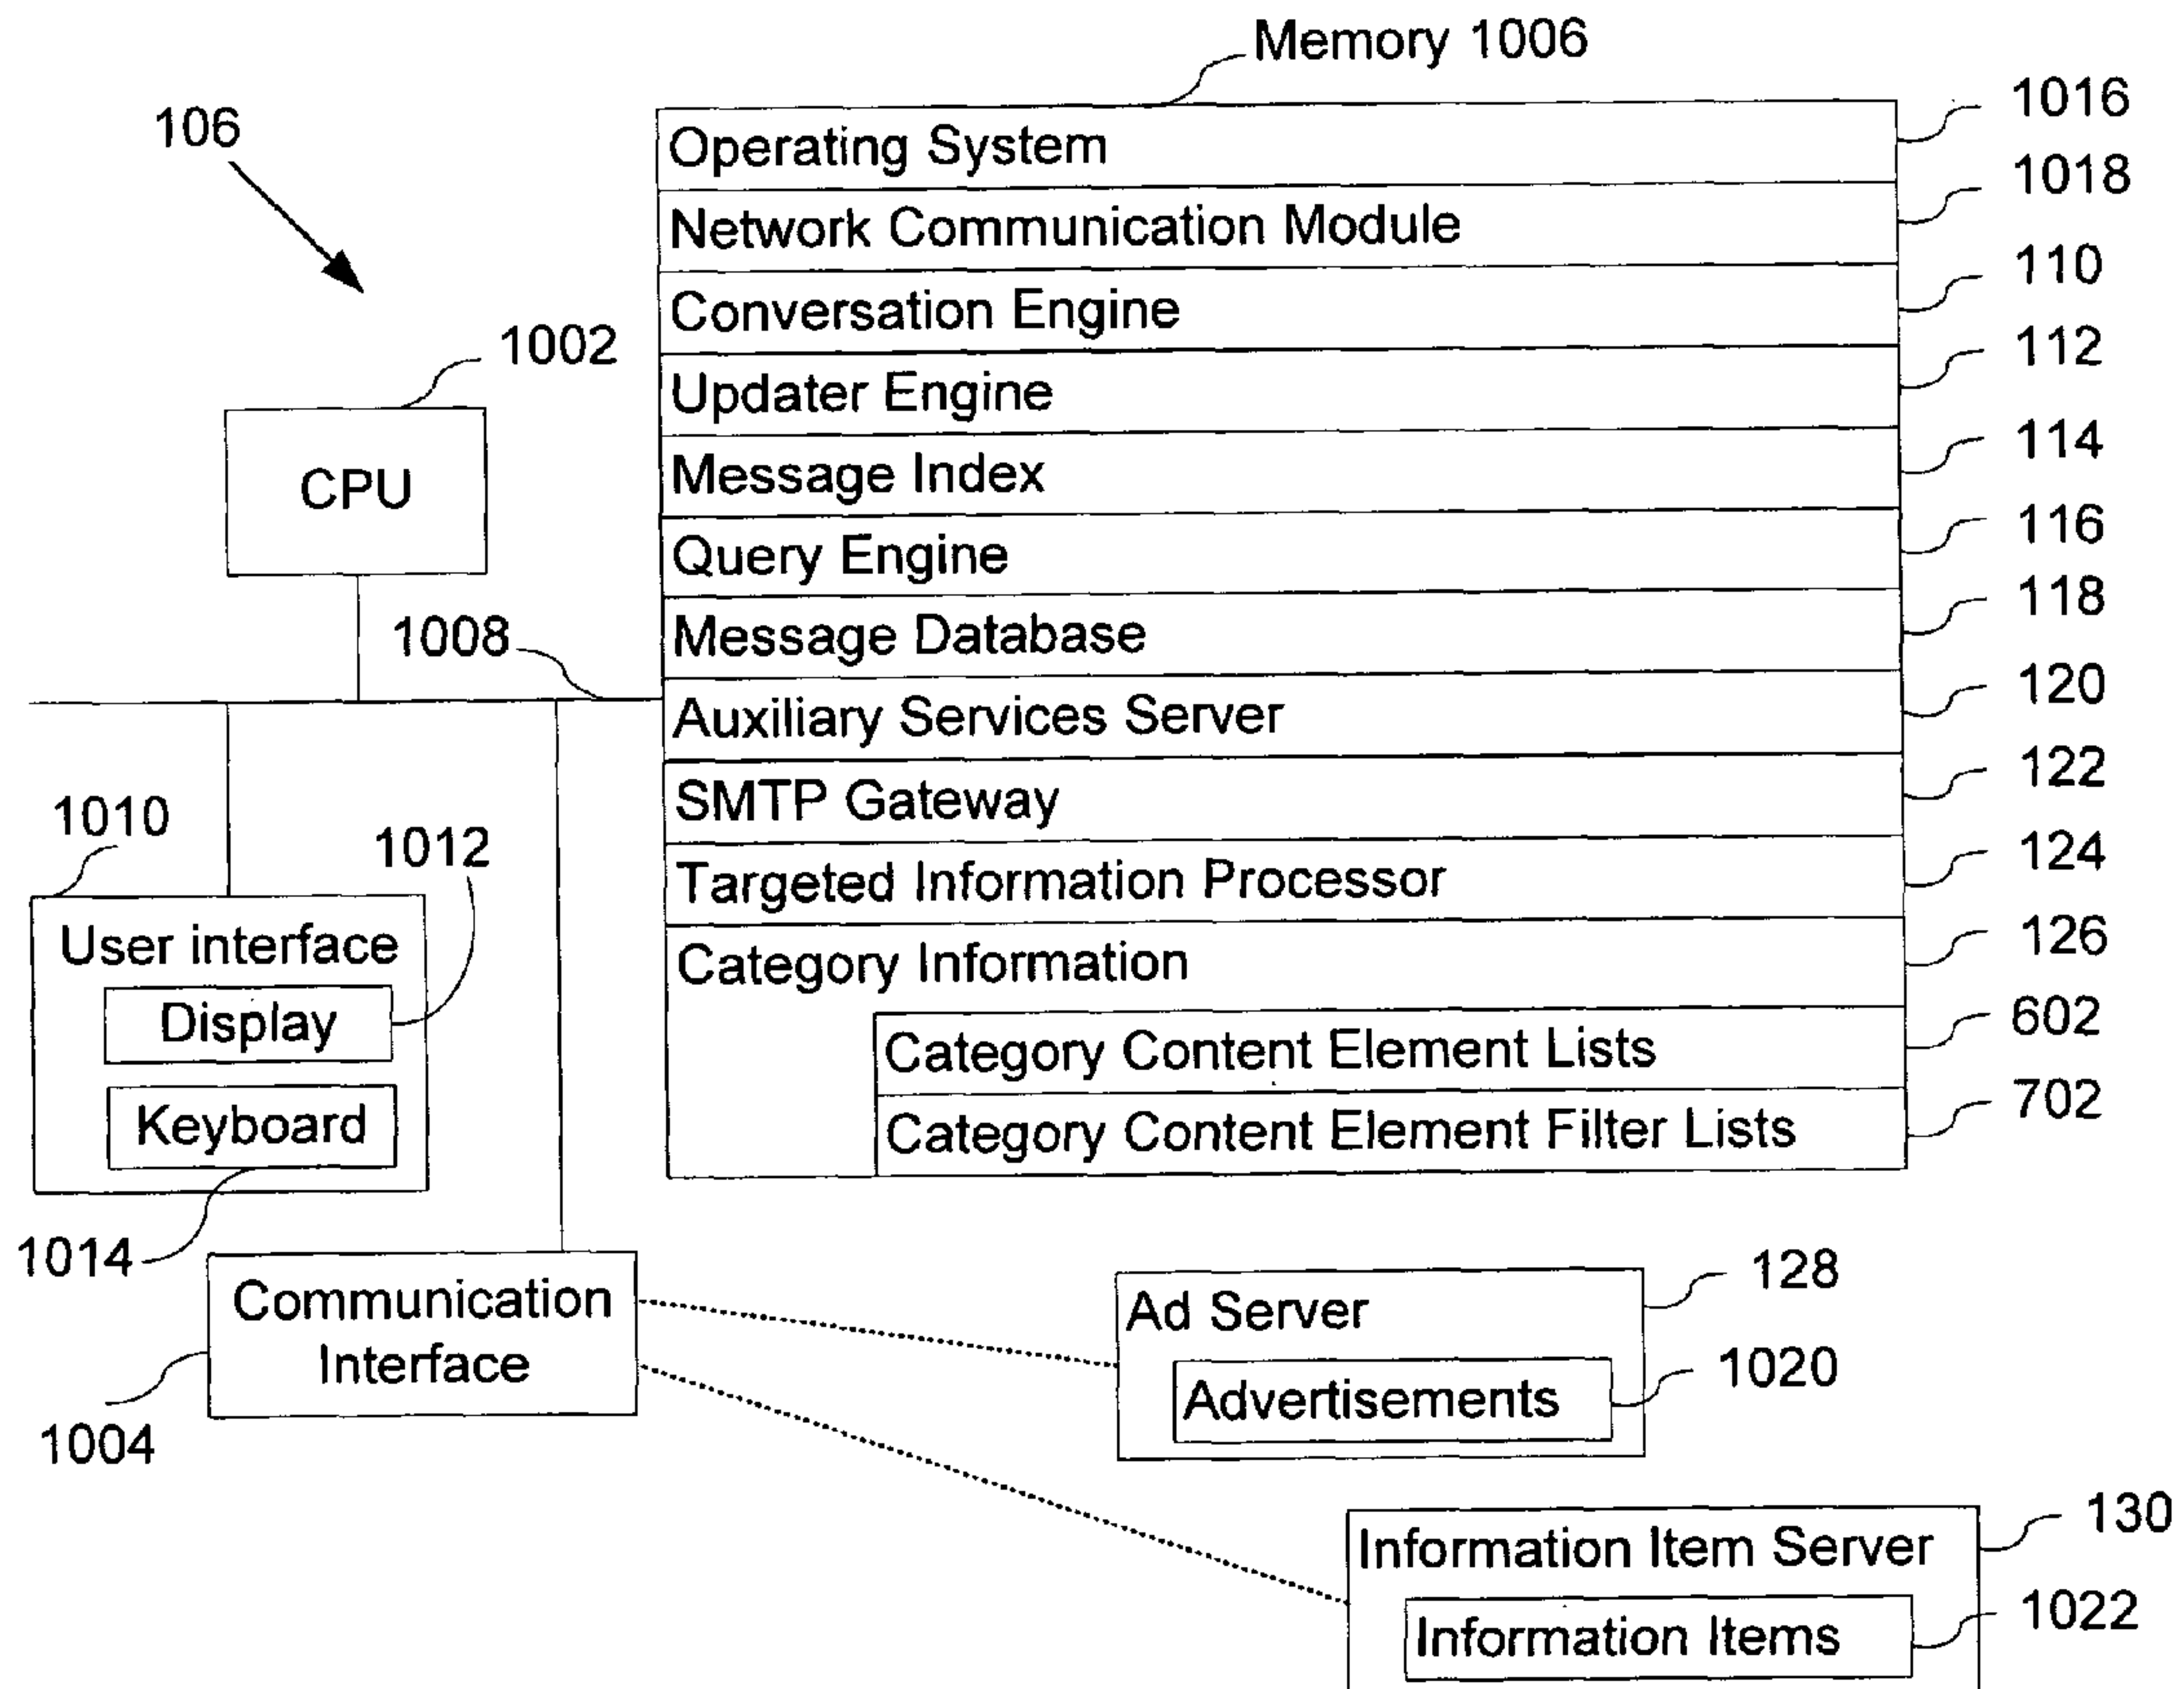 Memory 1006
106
Operating System 1016
Network Communication Module 1018
Conversation Engine 110
1002
Updater Engine 112
CPU
Message Index 114
Query Engine 116
1008
Message Database 118
Auxiliary Services Server 120
SMTP Gateway 122
1010
1012
Targeted Information Processor 124
User interface
Category Information 126
Display
Category Content Element Lists 602
Keyboard
Category Content Element Filter Lists 702
1014
Communication
Interface
1004
Ad Server 128
Advertisements 1020
Information Item Server 130
Information Items 1022